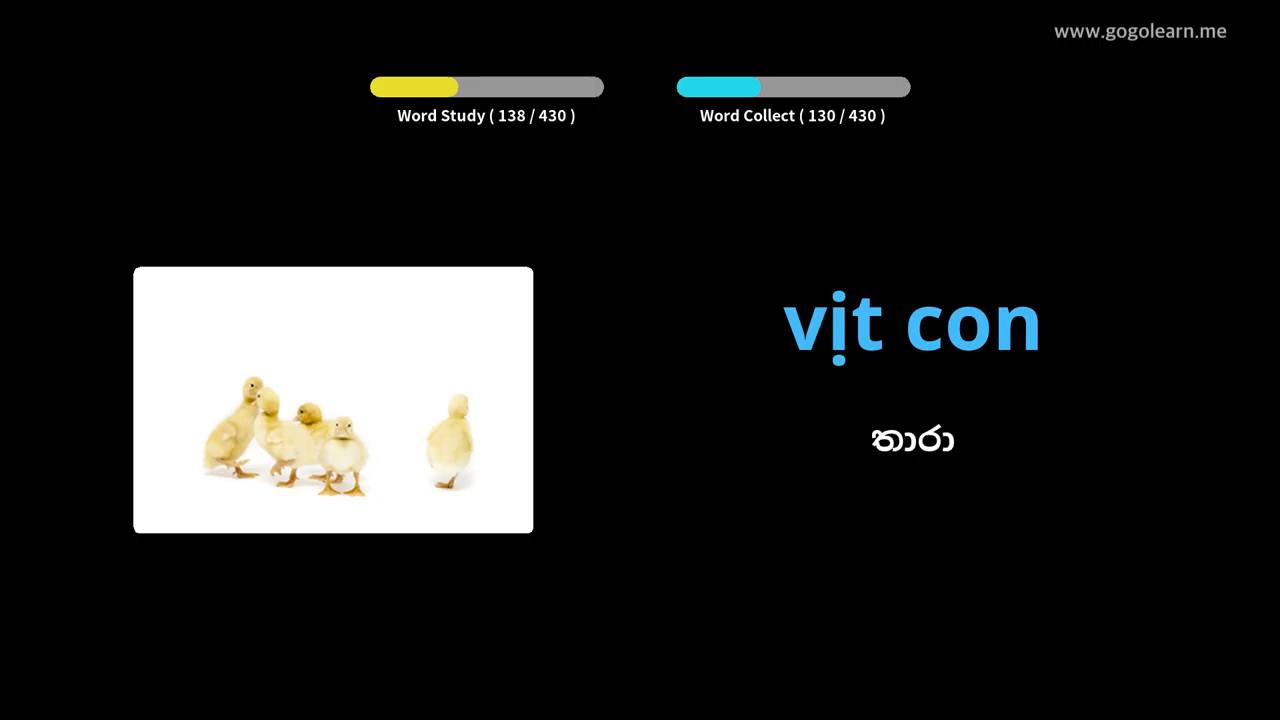 www.gogolearn.me
Word Study ( 138 / 430 )
Word Collect ( 130 / 430 )
vịt con
තාරා